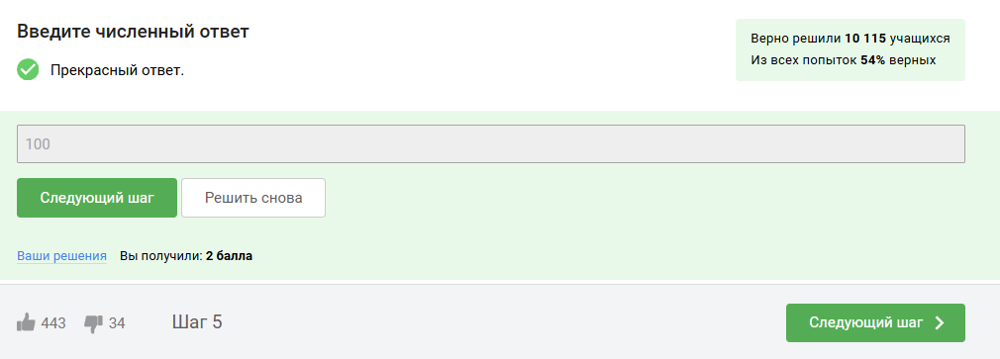 Введите численный ответ
Верно решили 10 115 учащихся
Из всех попыток 54% верных
Прекрасный ответ.
100
Следующий шаг
Решить снова
Ваши решения Вы получили: 2 балла
443 34 Шаг 5 Следующий шаг